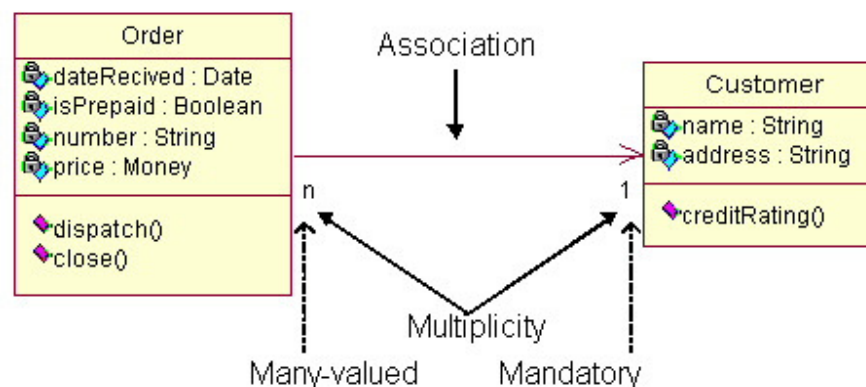 Order
dateRecived : Date
isPrepaid : Boolean
number : String
price : Money
dispatch()
close()
Association
Customer
name : String
address : String
creditRating()
n
1
Multiplicity
Many-valued
Mandatory